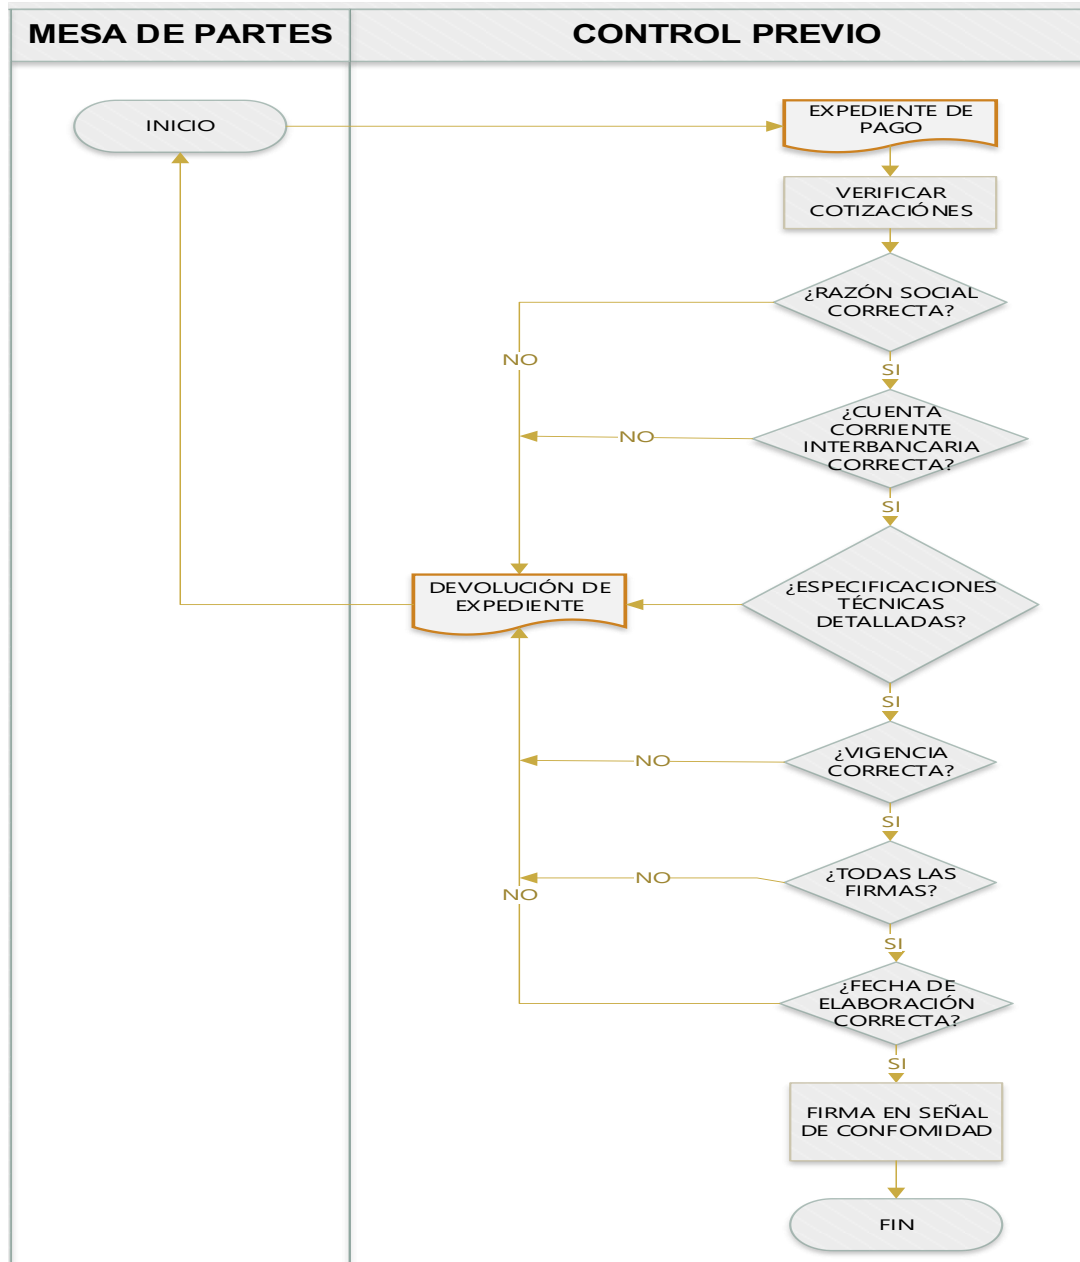 MESA DE PARTES
CONTROL PREVIO
INICIO
EXPEDIENTE DE
PAGO
VERIFICAR
COTIZACIÓNES
¿RAZÓN SOCIAL
CORRECTA?
NO
SI
¿CUENTA
CORRIENTE
INTERBANCARIA
CORRECTA?
NO
SI
DEVOLUCIÓN DE
EXPEDIENTE
¿ESPECIFICACIONES
TÉCNICAS
DETALLADAS?
SI
¿VIGENCIA
CORRECTA?
NO
SI
¿TODAS LAS
FIRMAS?
NO
NO
SI
¿FECHA DE
ELABORACIÓN
CORRECTA?
SI
FIRMA EN SEÑAL
DE CONFOMIDAD
FIN